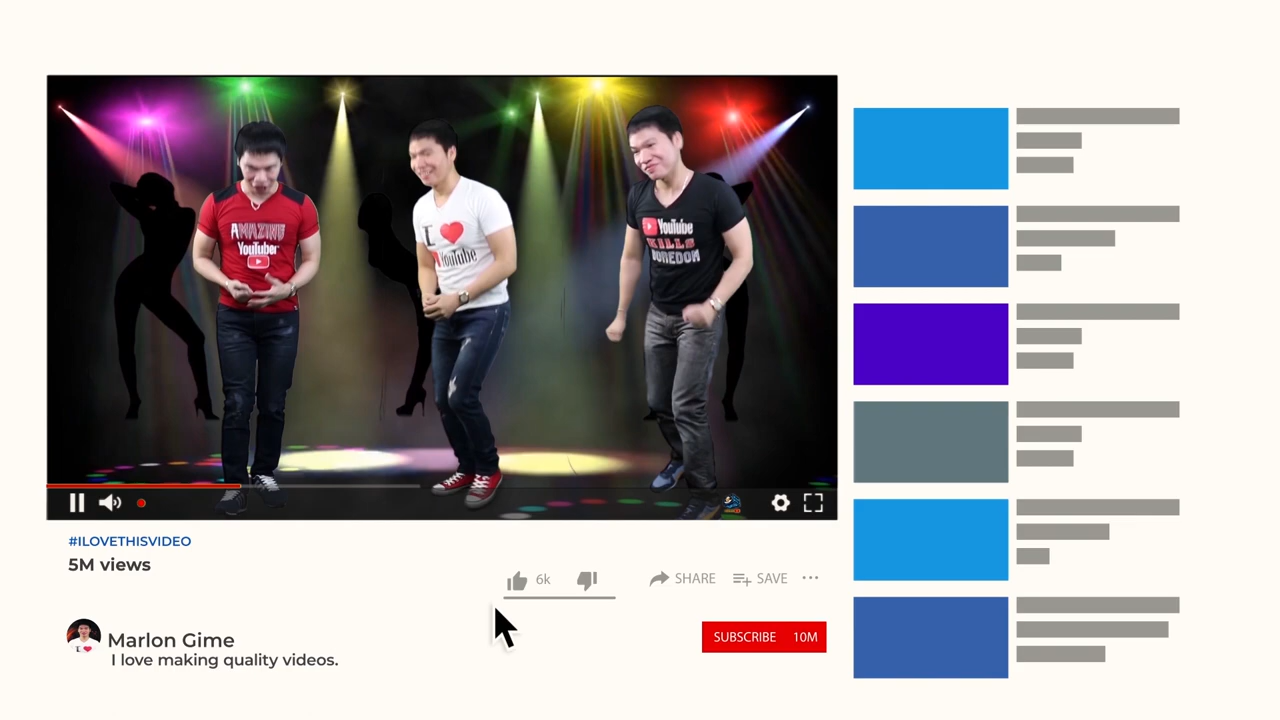 AMAZING
YouTuber
I
YouTube
YouTube
KILLS
BOREDOM
#ILOVETHISVIDEO
5M views
6k
SHARE
SAVE
Marlon Gime
I love making quality videos.
SUBSCRIBE 10M